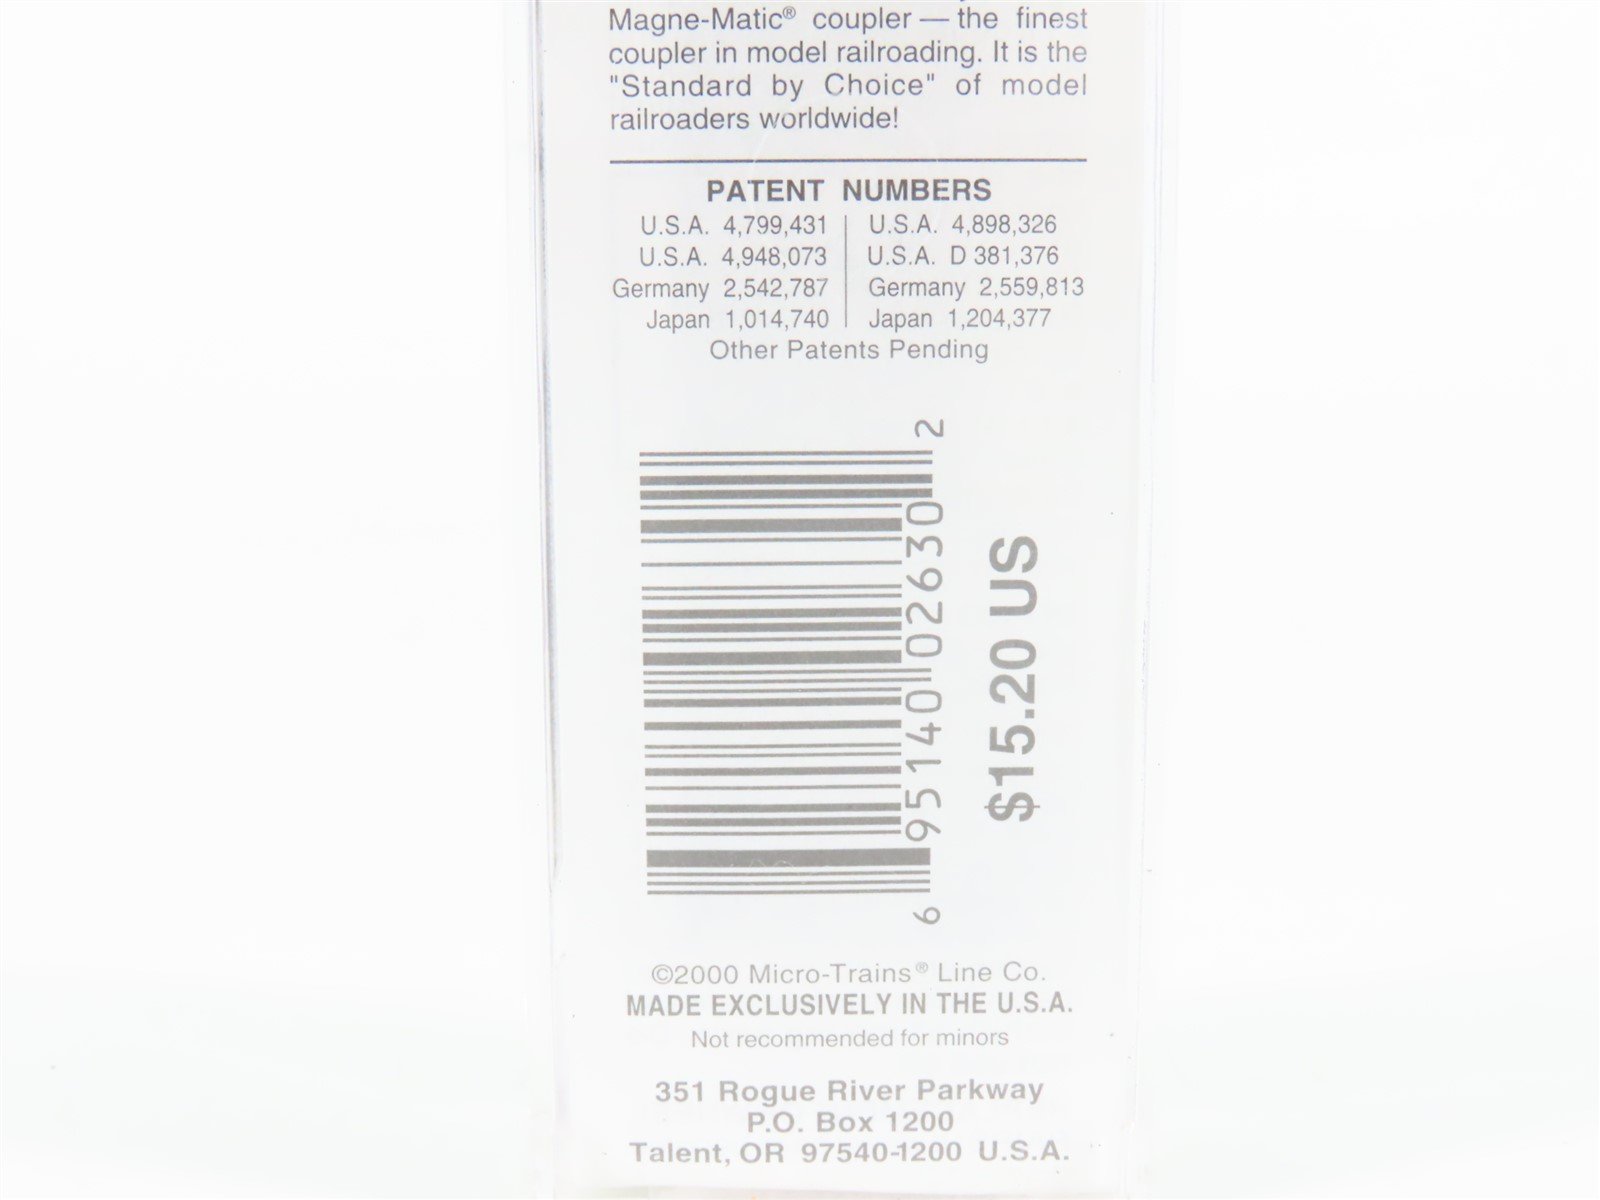 Magne-Matic® coupler — the finest
coupler in model railroading. It is the
"Standard by Choice" of model
railroaders worldwide!
PATENT NUMBERS
U.S.A. 4,799,431 | U.S.A. 4,898,326
U.S.A. 4,948,073 | U.S.A. D 381,376
Germany 2,542,787 | Germany 2,559,813
Japan 1,014,740 | Japan 1,204,377
Other Patents Pending
6 95140 02630 2
$15.20 US
©2000 Micro-Trains® Line Co.
MADE EXCLUSIVELY IN THE U.S.A.
Not recommended for minors
351 Rogue River Parkway
P.O. Box 1200
Talent, OR 97540-1200 U.S.A.